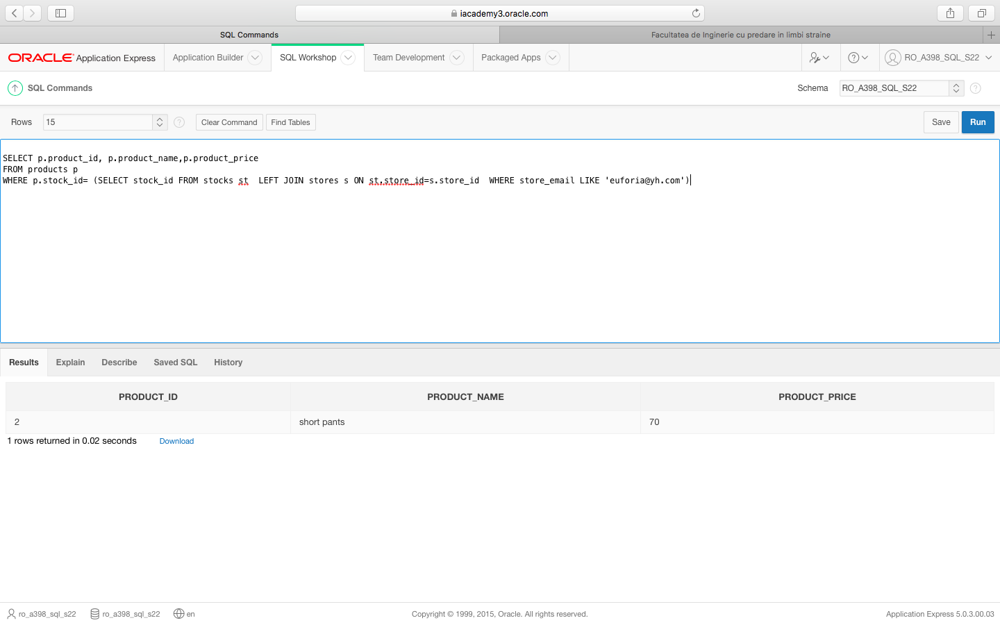 iacademy3.oracle.com
SQL Commands
Facultatea de Inginerie cu predare in limbi straine
ORACLE Application Express
Application Builder
SQL Workshop
Team Development
Packaged Apps
RO_A398_SQL_S22
SQL Commands
Schema
RO_A398_SQL_S22
Rows
15
Clear Command
Find Tables
Save
Run
SELECT p.product_id, p.product_name,p.product_price
FROM products p
WHERE p.stock_id= (SELECT stock_id FROM stocks st  LEFT JOIN stores s ON st.store_id=s.store_id  WHERE store_email LIKE 'euforia@yh.com')
Results
Explain
Describe
Saved SQL
History
PRODUCT_ID
PRODUCT_NAME
PRODUCT_PRICE
2
short pants
70
1 rows returned in 0.02 seconds
Download
ro_a398_sql_s22
ro_a398_sql_s22
en
Copyright © 1999, 2015, Oracle. All rights reserved.
Application Express 5.0.3.00.03